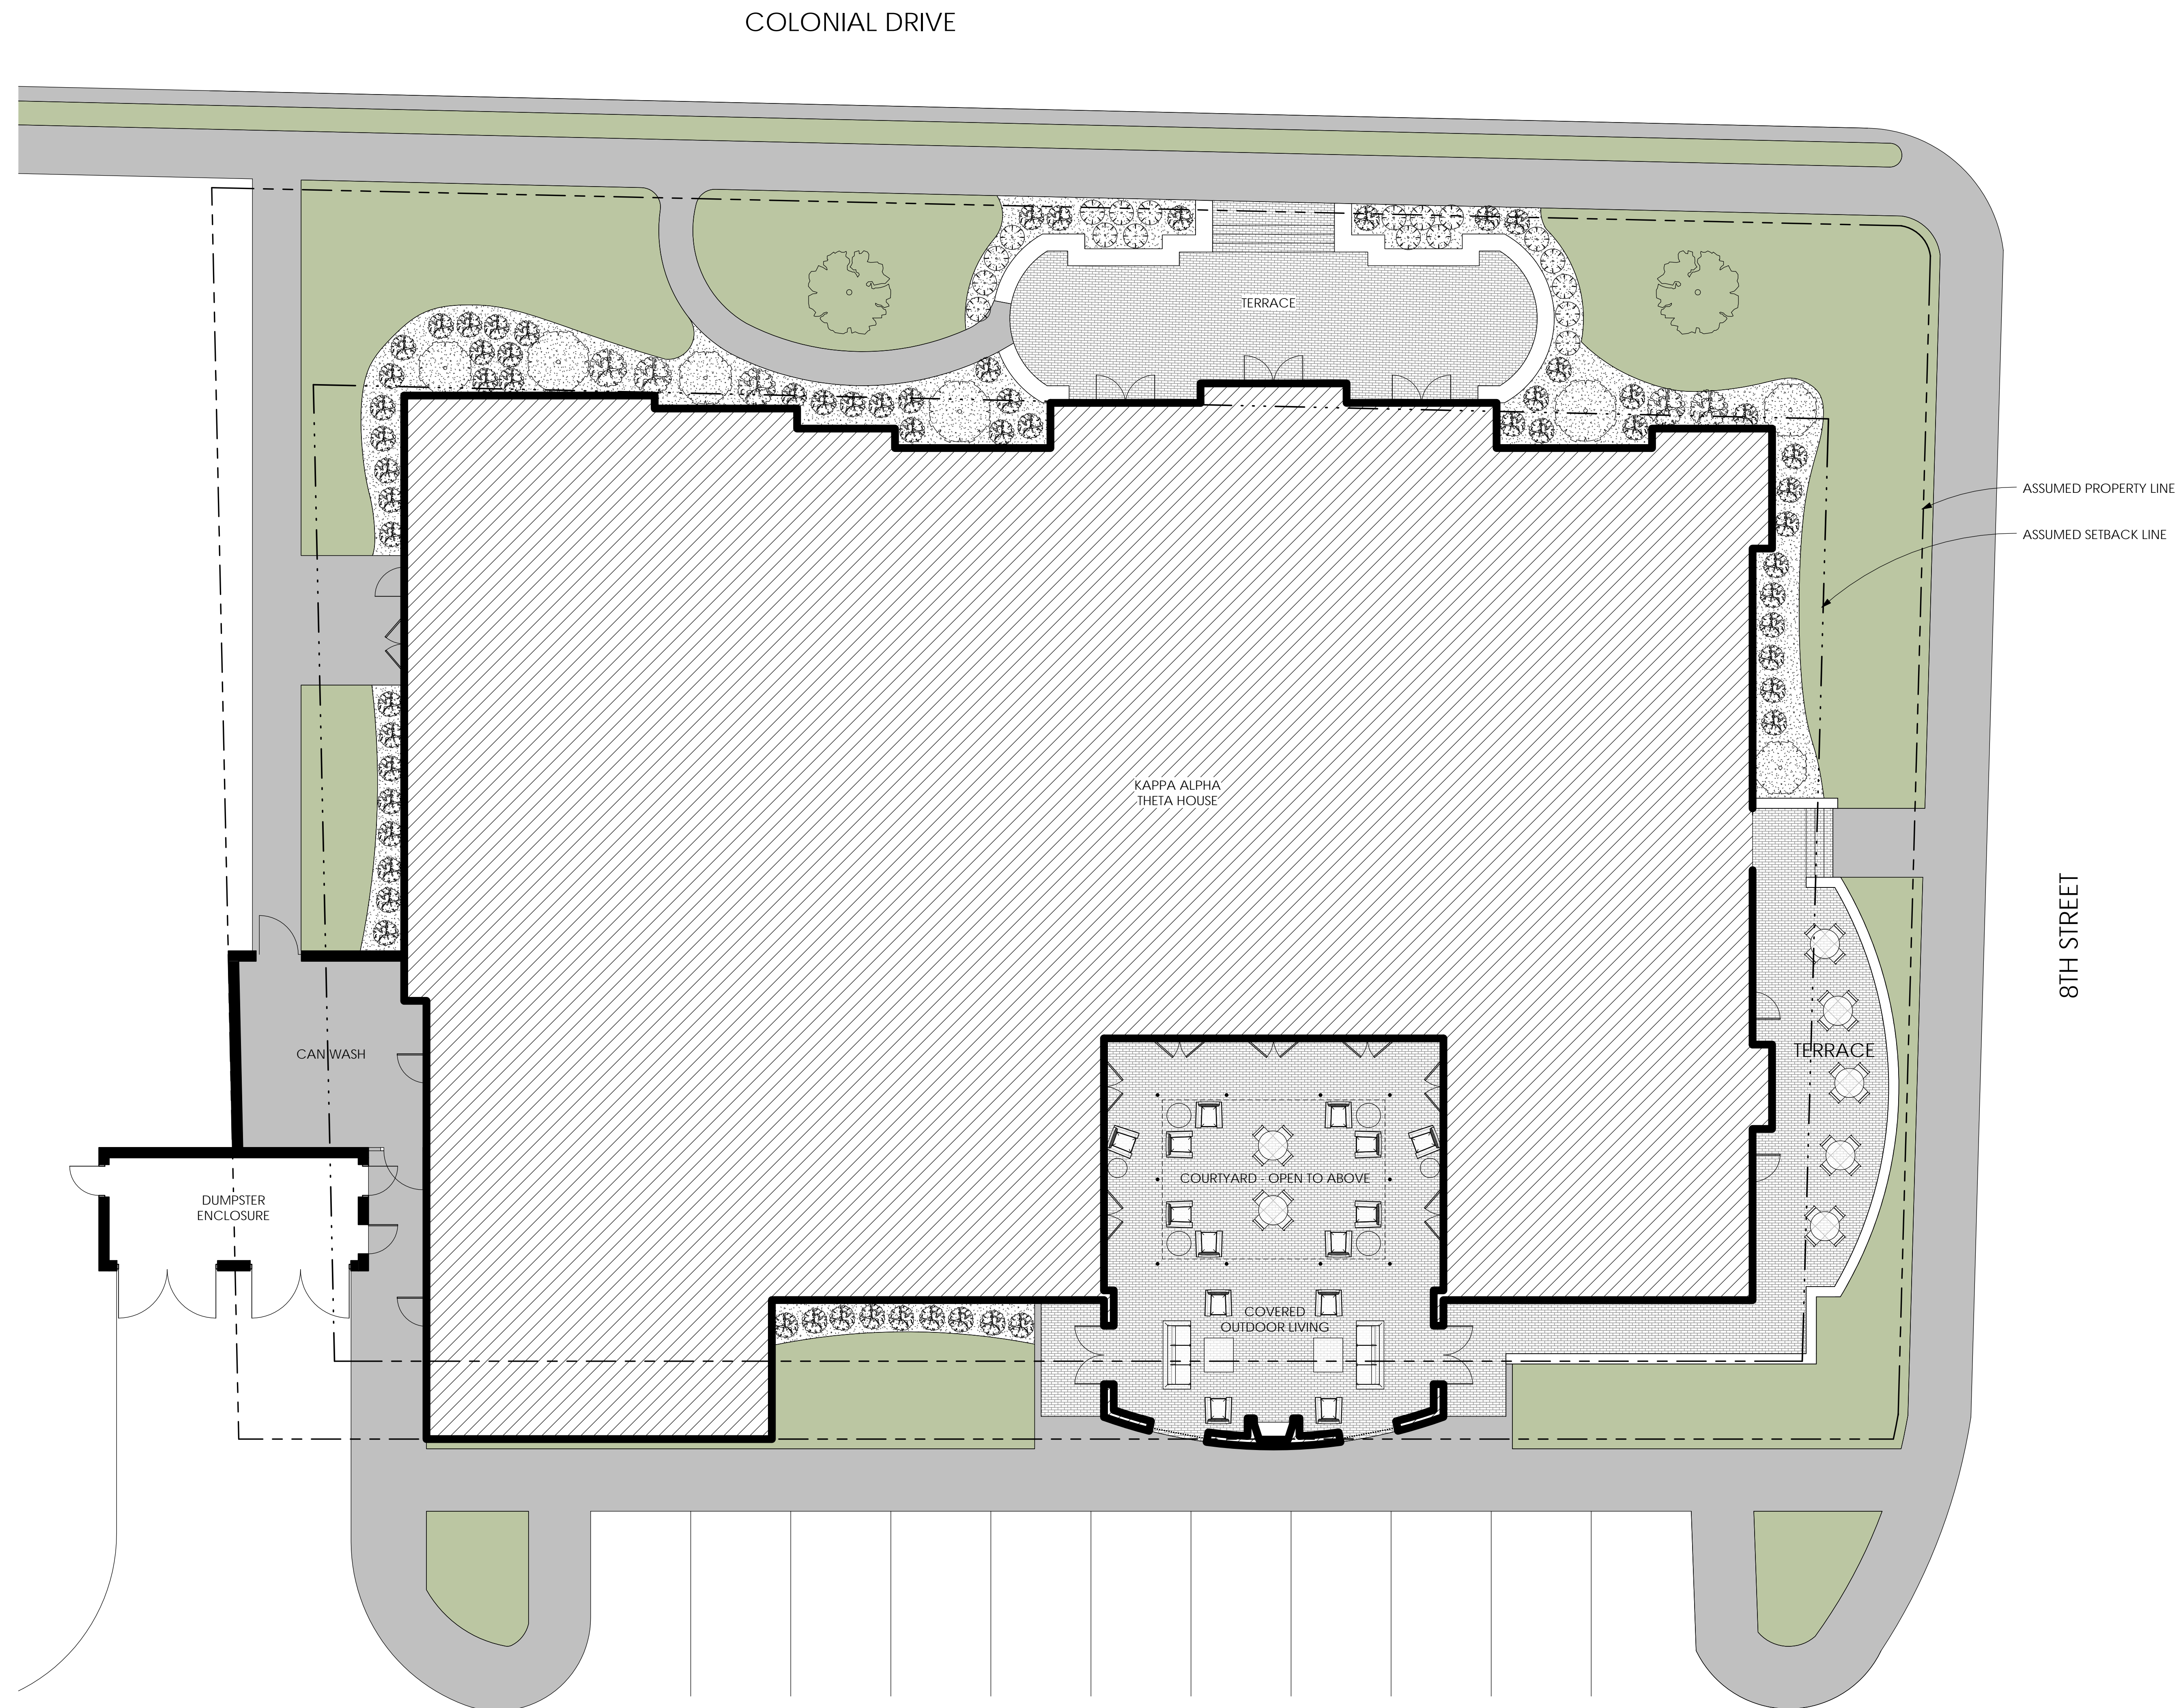 COLONIAL DRIVE
TERRACE
ASSUMED PROPERTY LINE
ASSUMED SETBACK LINE
KAPPA ALPHA
THETA HOUSE
8TH STREET
CAN WASH
TERRACE
COURTYARD - OPEN TO ABOVE
DUMPSTER
ENCLOSURE
COVERED
OUTDOOR LIVING